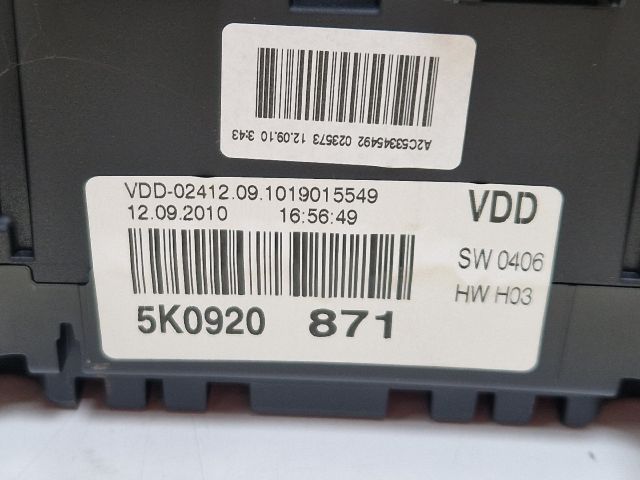 A2C53345492 023573 12.09.10 3:43
VDD-02412.09.1019015549
12.09.2010 16:56:49
VDD
SW 0406
HW H03
5K0920 871